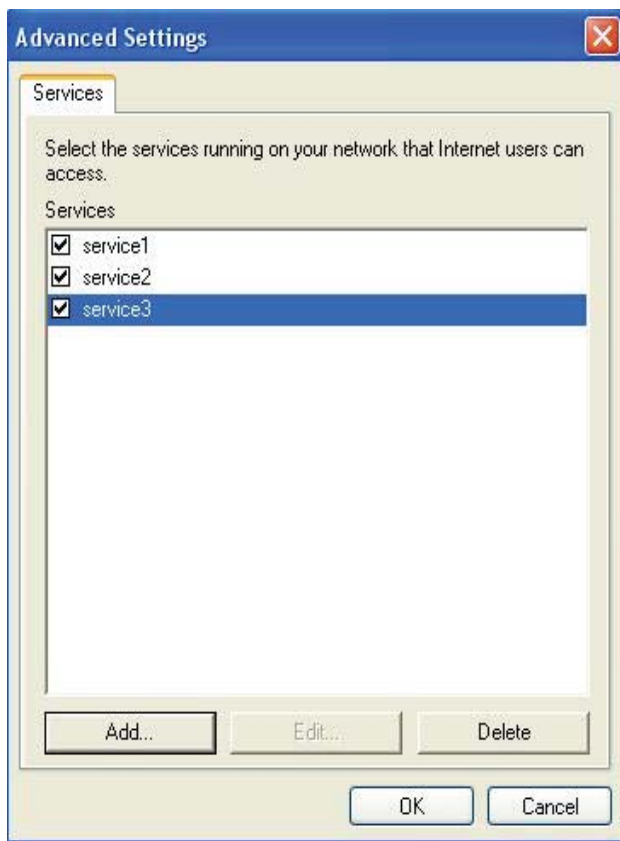 Advanced Settings
Services
Select the services running on your network that Internet users can
access.
Services
service1
service2
service3
Add...
Edit...
Delete
OK
Cancel